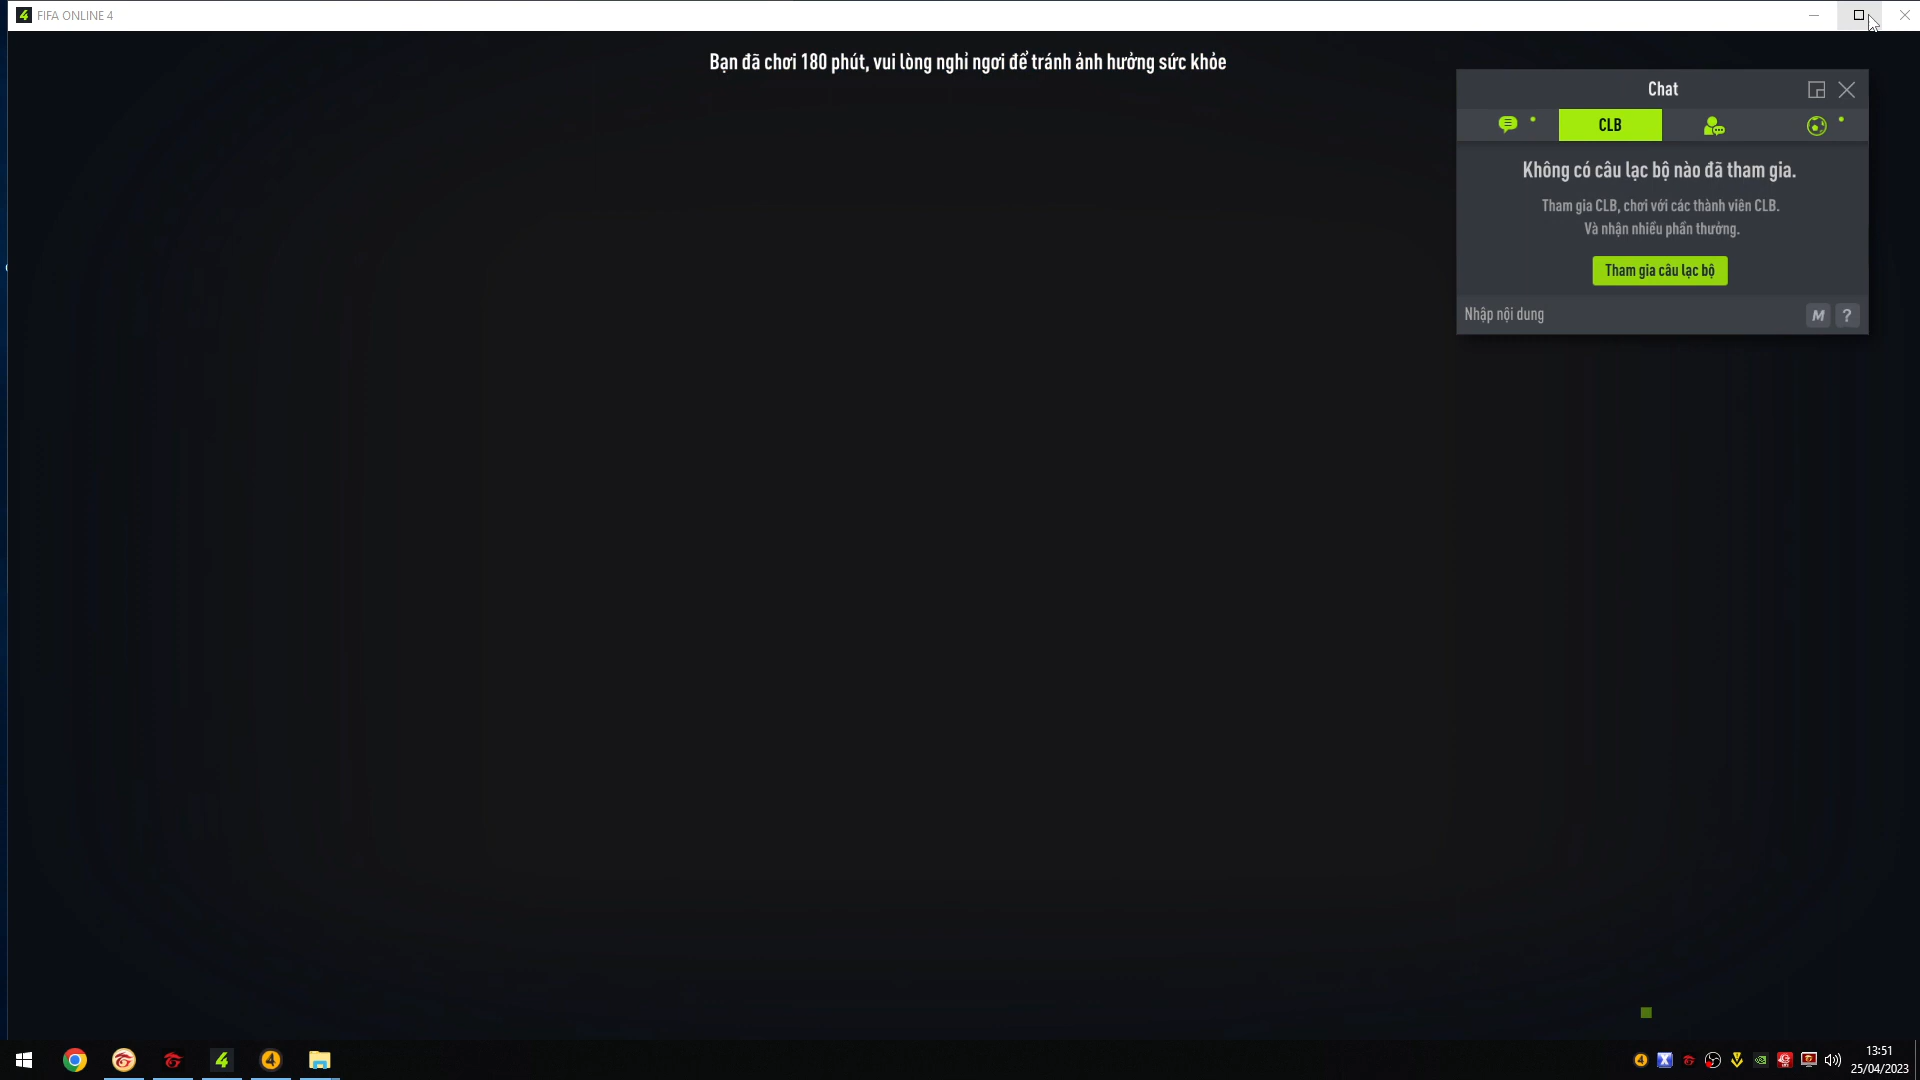 FIFA ONLINE 4
Bạn đã chơi 180 phút, vui lòng nghỉ ngơi để tránh ảnh hưởng sức khỏe
Chat
CLB
Không có câu lạc bộ nào đã tham gia.
Tham gia CLB, chơi với các thành viên CLB.
Và nhận nhiều phần thưởng.
Tham gia câu lạc bộ
Nhập nội dung
M ?
13:51
25/04/2023